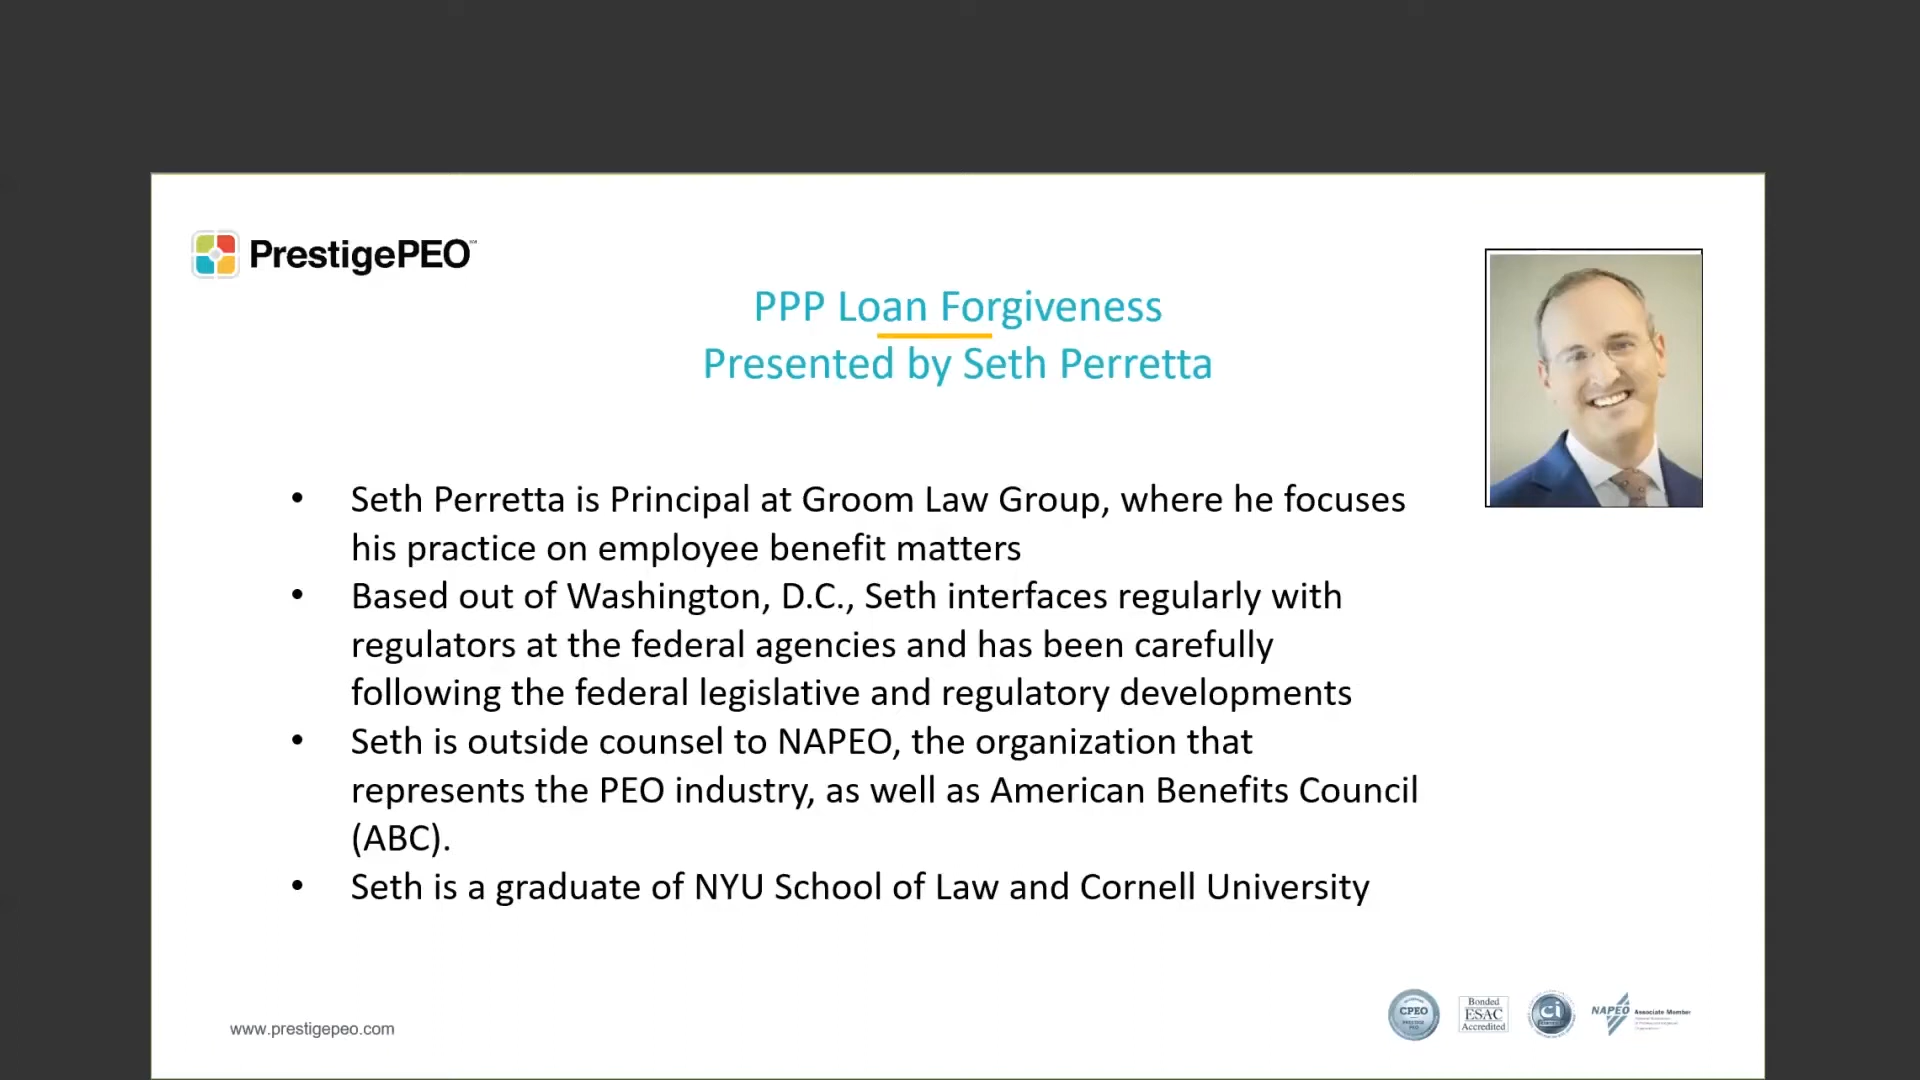 PrestigePEO
PPP Loan Forgiveness
Presented by Seth Perretta
• Seth Perretta is Principal at Groom Law Group, where he focuses
his practice on employee benefit matters
• Based out of Washington, D.C., Seth interfaces regularly with
regulators at the federal agencies and has been carefully
following the federal legislative and regulatory developments
• Seth is outside counsel to NAPEO, the organization that
represents the PEO industry, as well as American Benefits Council
(ABC).
• Seth is a graduate of NYU School of Law and Cornell University
www.prestigepeo.com
CPEO
Bonded
ESAC
Accredited
ci
NAPEO Associate Member